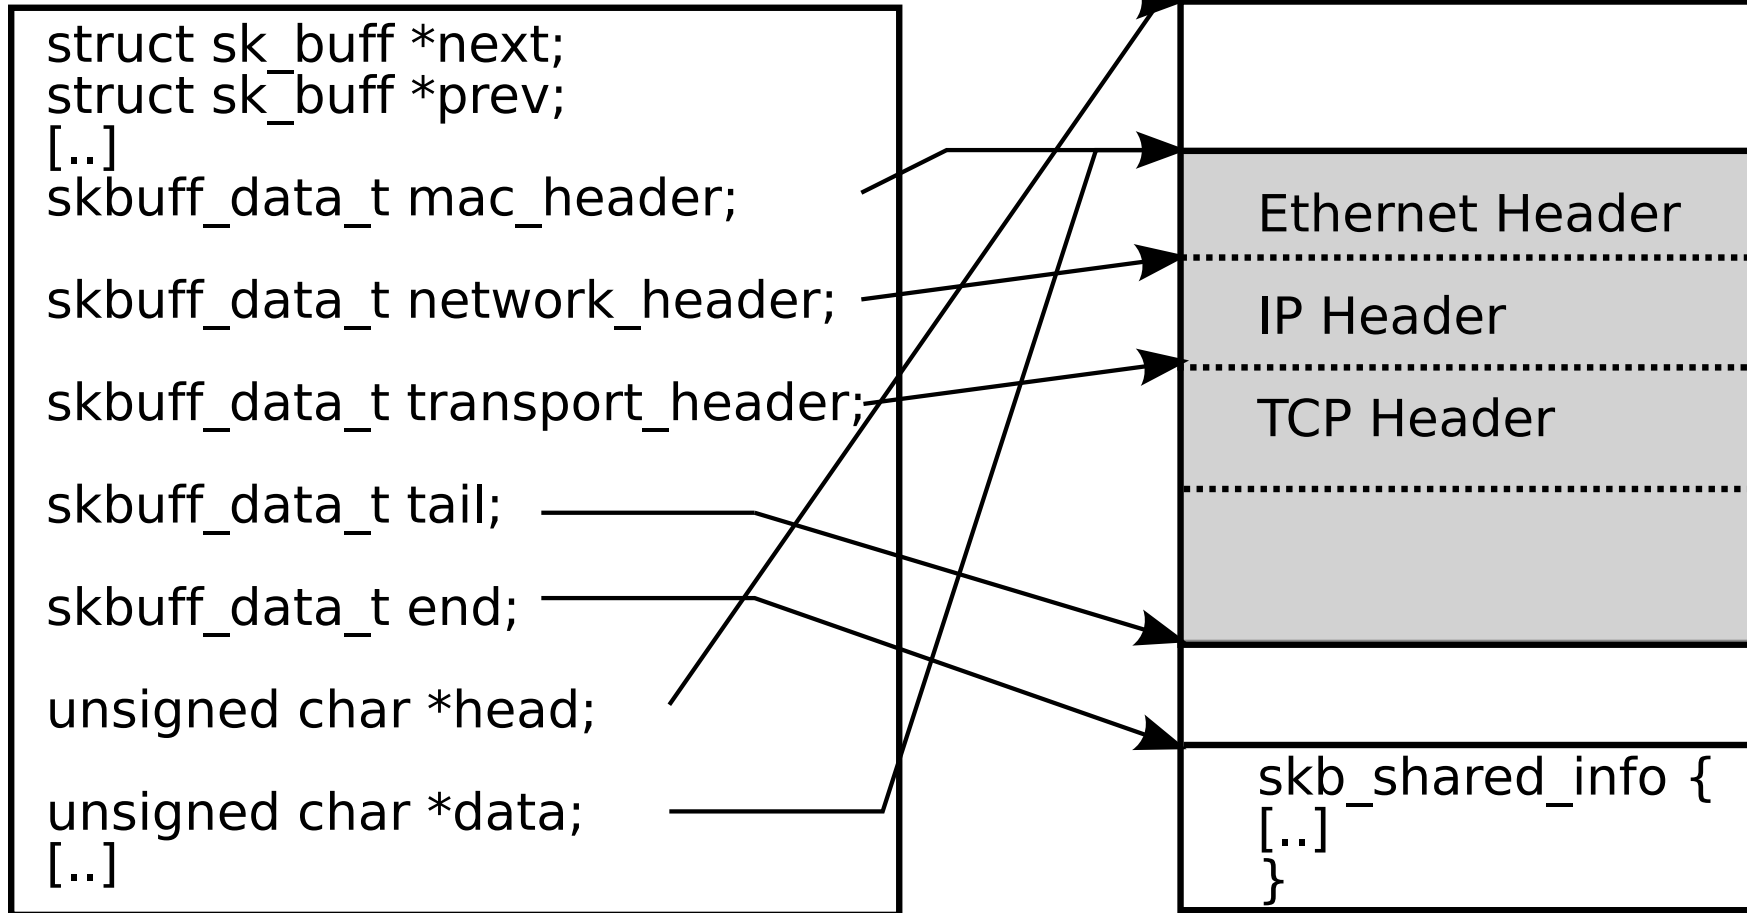 struct sk_buff *next;
struct sk_buff *prev;
[..]
skbuff_data_t mac_header;
skbuff_data_t network_header;
skbuff_data_t transport_header;
skbuff_data_t tail;
skbuff_data_t end;
unsigned char *head;
unsigned char *data;
[..]
Ethernet Header
IP Header
TCP Header
skb_shared_info {
[..]
}